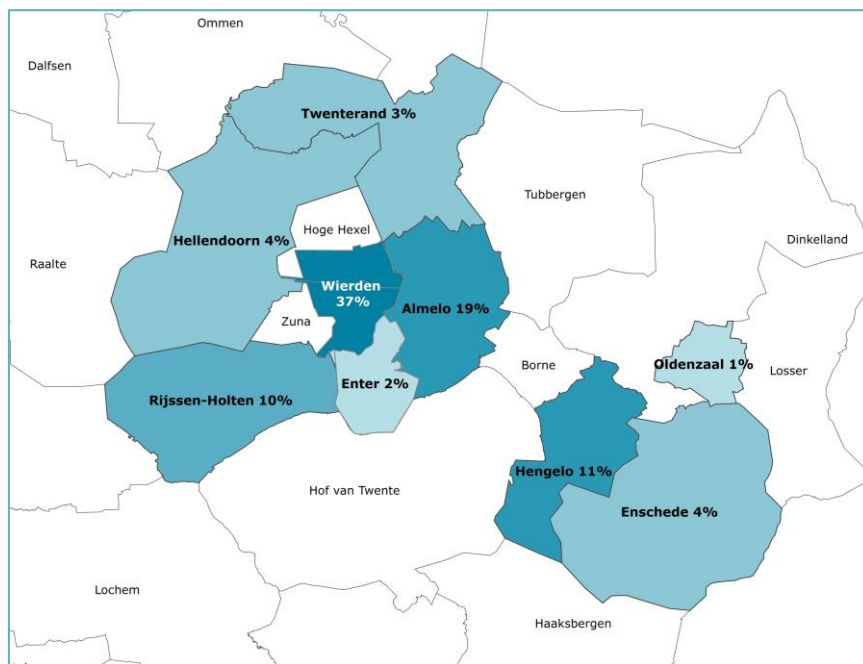 Ommen
Dalfsen
Twenterand 3%
Tubbergen
Hoge Hexel
Hellendoorn 4%
Dinkelland
Raalte
Wierden
37%
Almelo 19%
Zuna
Borne
Oldenzaal 1%
Losser
Enter 2%
Rijssen-Holten 10%
Hengelo 11%
Hof van Twente
Enschede 4%
Lochem
Haaksbergen